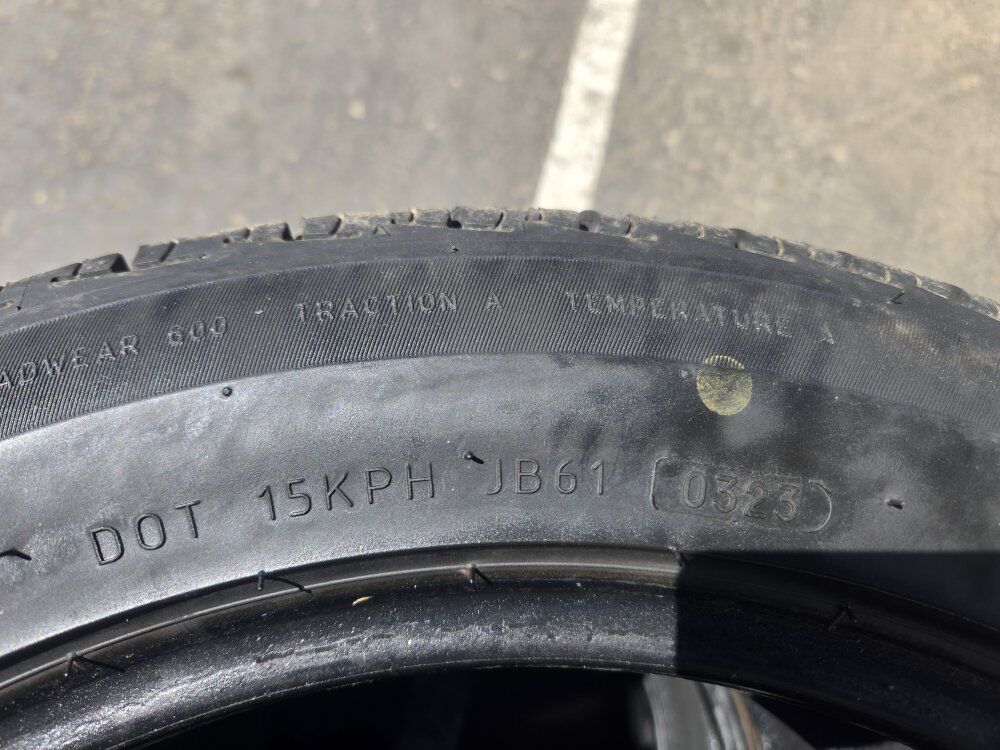 ADWEAR 600 TRACTION A TEMPERATURE A
DOT 15KPH JB61 0323